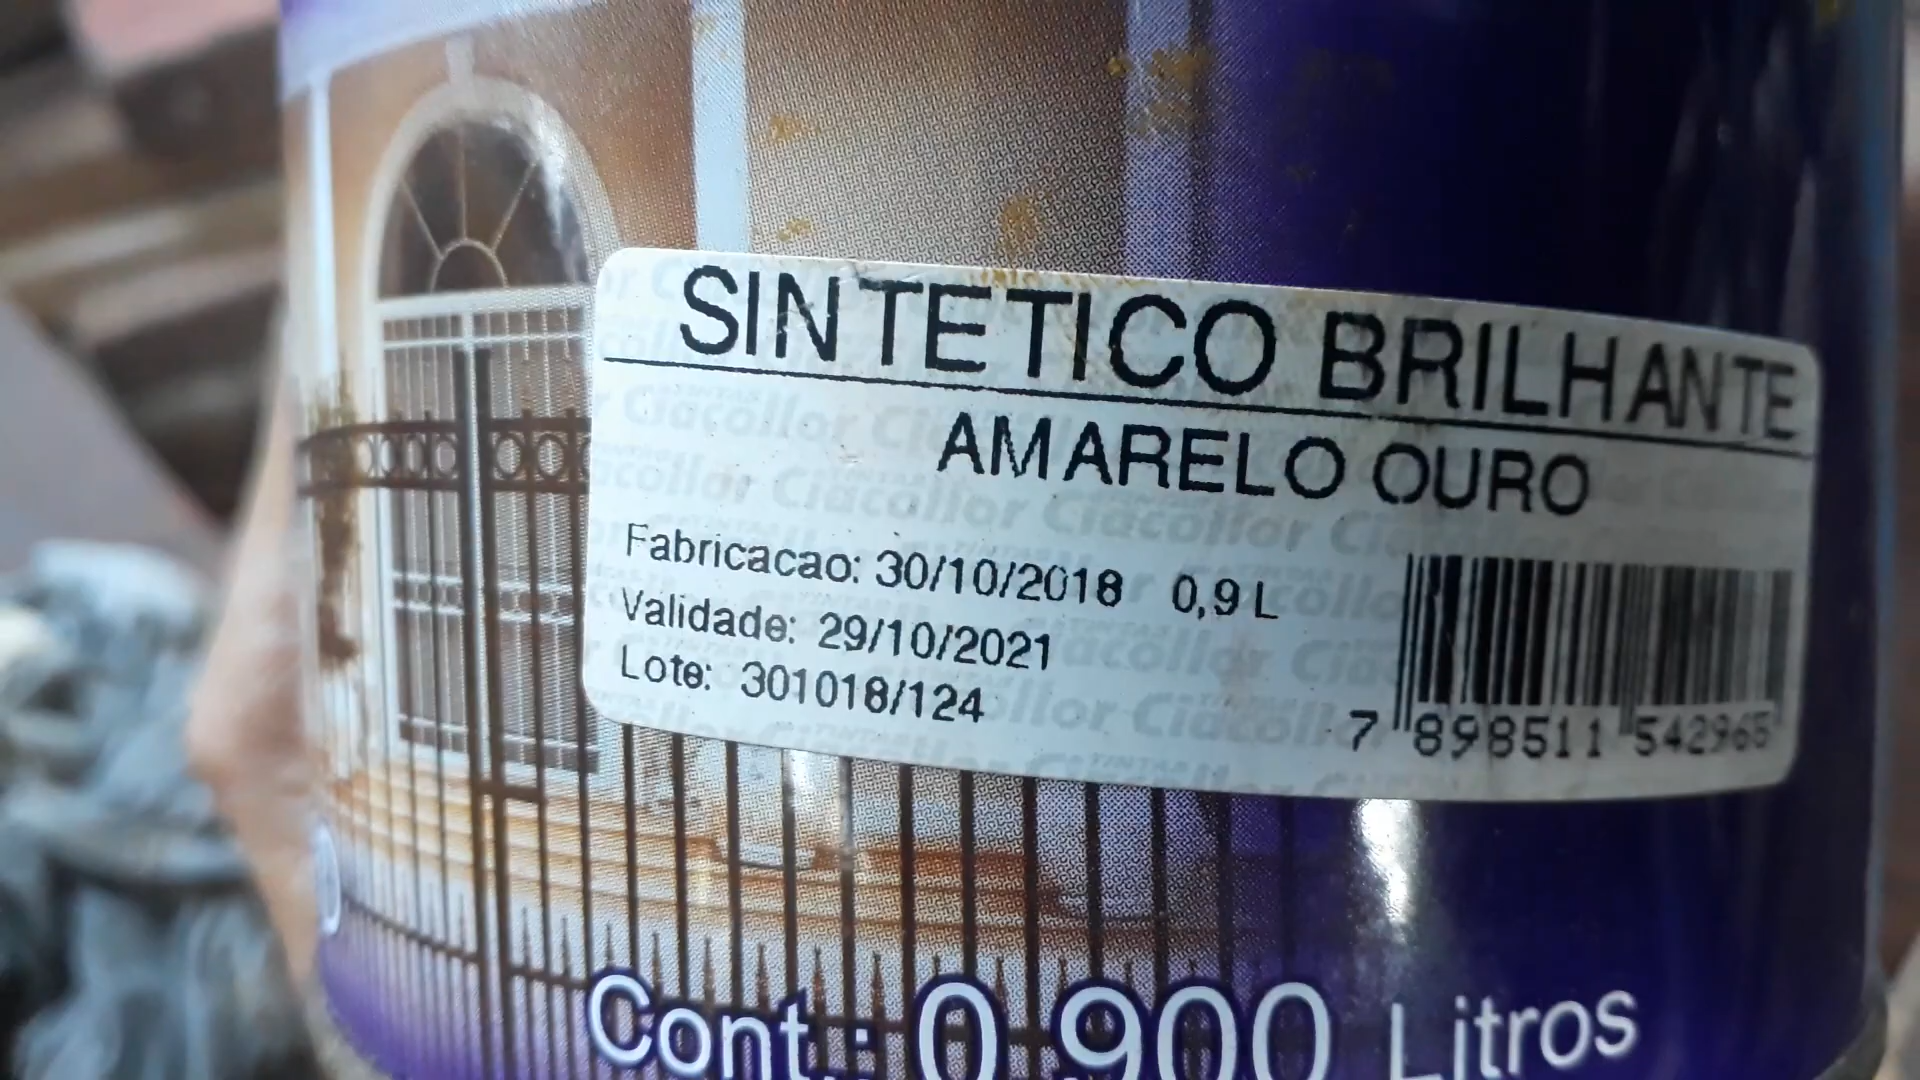 SINTETICO BRILHANTE
AMARELO OURO
Fabricacao: 30/10/2018 0,9 L
Validade: 29/10/2021
Lote: 301018/124
7 898511 542965
Cont.: 0,900 Litros